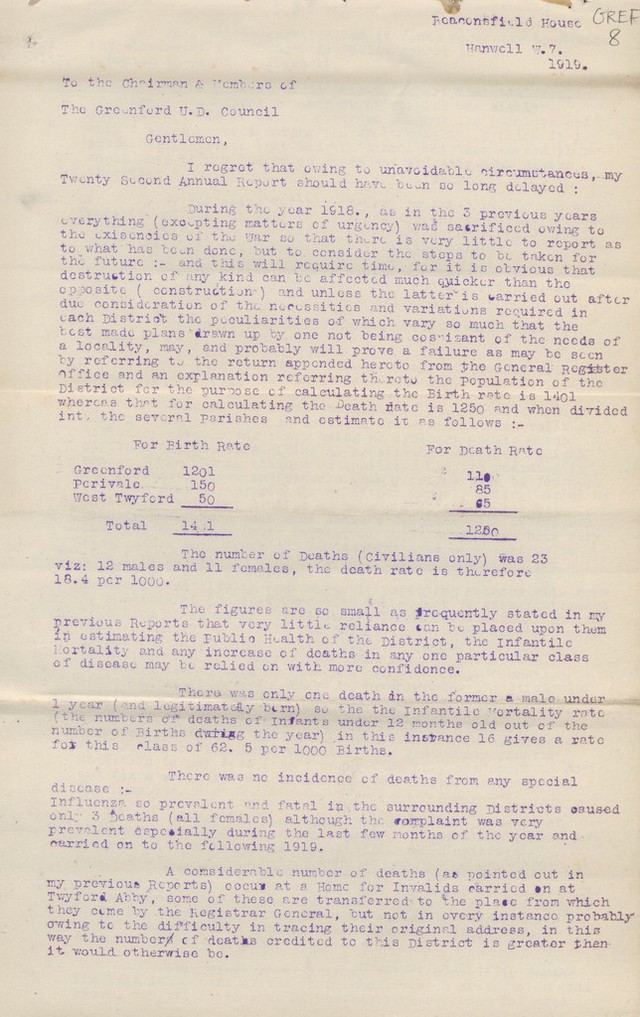 Beaconsfield House GREF
8
Hanwell W.7.
1919.
To the Chairman & Members of
The Greenford U.D. Council
Gentlemen,
I regret that owing to unavoidable circumstances, my
Twenty Second Annual Report should have been so long delayed :
During the year 1918., as in the 3 previous years
everything (excepting matters of urgency) was sacrificed owing to
the exisencies of the War so that there is very little to report as
to what has been done, but to consider the steps to be taken for
the future :- and this will require time, for it is obvious that
destruction of any kind can be affected much quicker than the
opposite ( construction ) and unless the latter is carried out after
due consideration of the necessities and variations required in
each District the peculiarities of which vary so much that the
best made plans drawn up by one not being cognizant of the needs of
a locality, may, and probably will prove a failure as may be seen
by referring to the return appended hereto from the General Register
office and an explanation referring thereto the Population of the
District for the purpose of calculating the Birth rate is 1401
whereas that for calculating the Death Rate is 1250 and when divided
into the several Parishes and estimate it as follows :-
For Birth Rate For Death Rate
Greenford 1201
Perivale 150 85
West Twyford 50
Total 1401 1250
The number of Deaths (Civilians only) was 23
viz: 12 males and 11 females, the death rate is therefore
18.4 per 1000.
The figures are so small as frequently stated in my
previous Reports that very little reliance can be placed upon them
in estimating the Public Health of the District, the Infantile
Mortality and any increase of deaths in any one particular class
of disease may be relied on with more confidence.
There was only one death in the former a male under
1 year (and legitimately born) so the the Infantile Mortality rate
(the numbers of deaths of Infants under 12 months old out of the
number of Births during the year) in this instance 16 gives a rate
for this class of 62. 5 per 1000 Births.
There was no incidence of deaths from any special
disease :-
Influenza so prevalent and fatal in the surrounding Districts caused
only 3 Deaths (all females) although the complaint was very
prevalent especially during the last few months of the year and
carried on to the following 1919.
A considerable number of deaths (as pointed out in
my previous Reports) occur at a Home for Invalids carried on at
Twyford Abby, some of these are transferred to the place from which
they come by the Registrar General, but not in every instance probably
owing to the difficulty in tracing their original address, in this
way the number of deaths credited to this District is greater then
it would otherwise be.